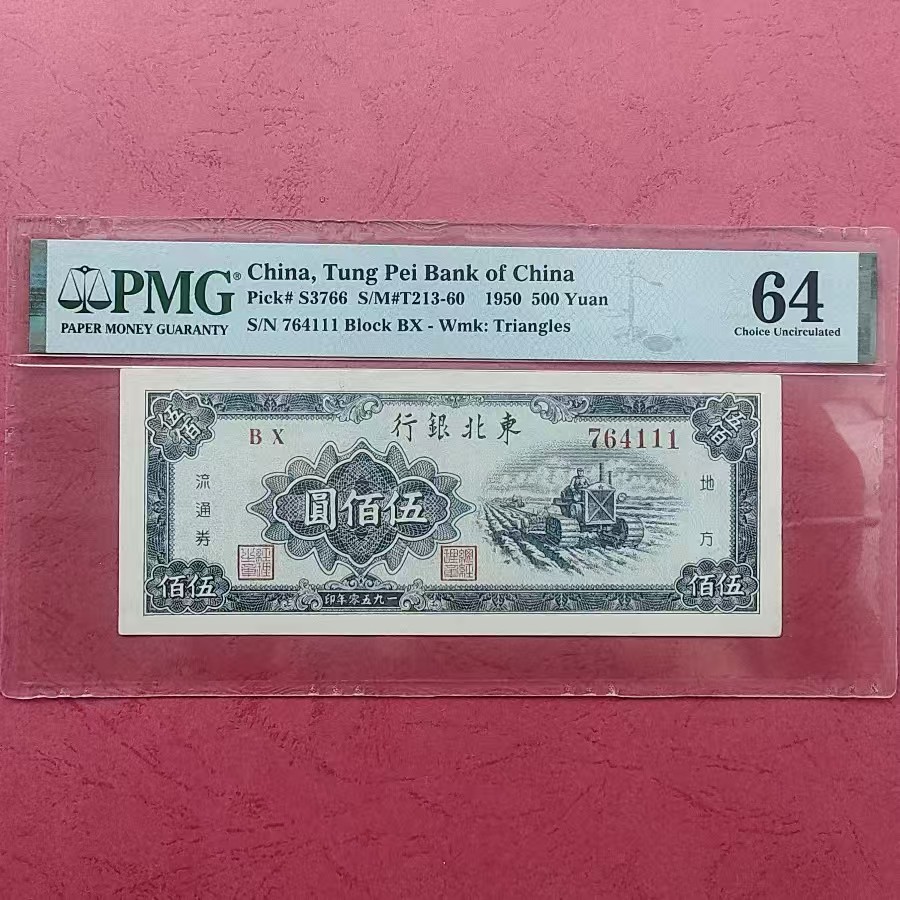 PMG®
PAPER MONEY GUARANTY
China, Tung Pei Bank of China
Pick# S3766 S/M#T213-60 1950 500 Yuan
S/N 764111 Block BX - Wmk: Triangles
64
Choice Uncirculated
伍佰
伍佰
B X
行銀北東
764111
流通券
圓佰伍
地方
佰伍
印年零五九一
佰伍